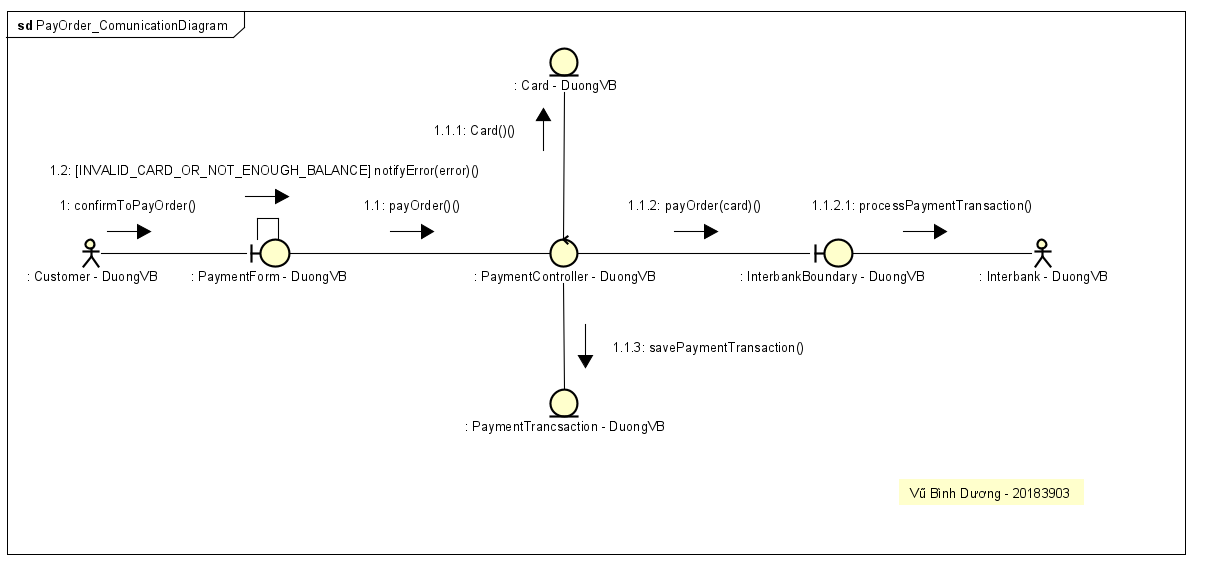 sd PayOrder_ComunicationDiagram
: Card - DuongVB
1.1.1: Card()()
1.2: [INVALID_CARD_OR_NOT_ENOUGH_BALANCE] notifyError(error)()
1: confirmToPayOrder()
1.1: payOrder()()
1.1.2: payOrder(card)()
1.1.2.1: processPaymentTransaction()
: Customer - DuongVB
: PaymentForm - DuongVB
: PaymentController - DuongVB
: InterbankBoundary - DuongVB
: Interbank - DuongVB
1.1.3: savePaymentTransaction()
: PaymentTrancsaction - DuongVB
Vũ Bình Dương - 20183903